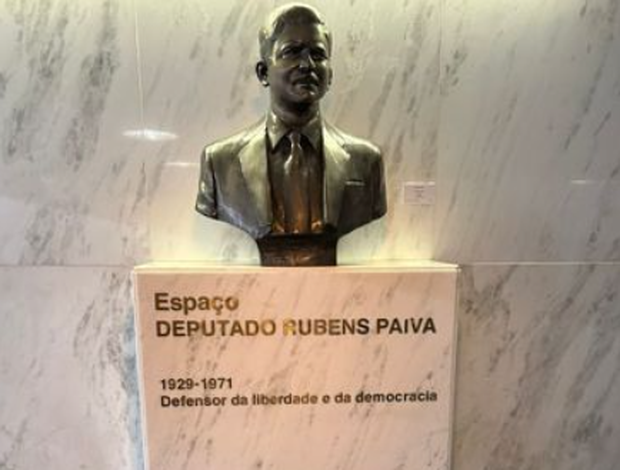 Espaço
DEPUTADO RUBENS PAIVA
1929-1971
Defensor da liberdade e da democracia